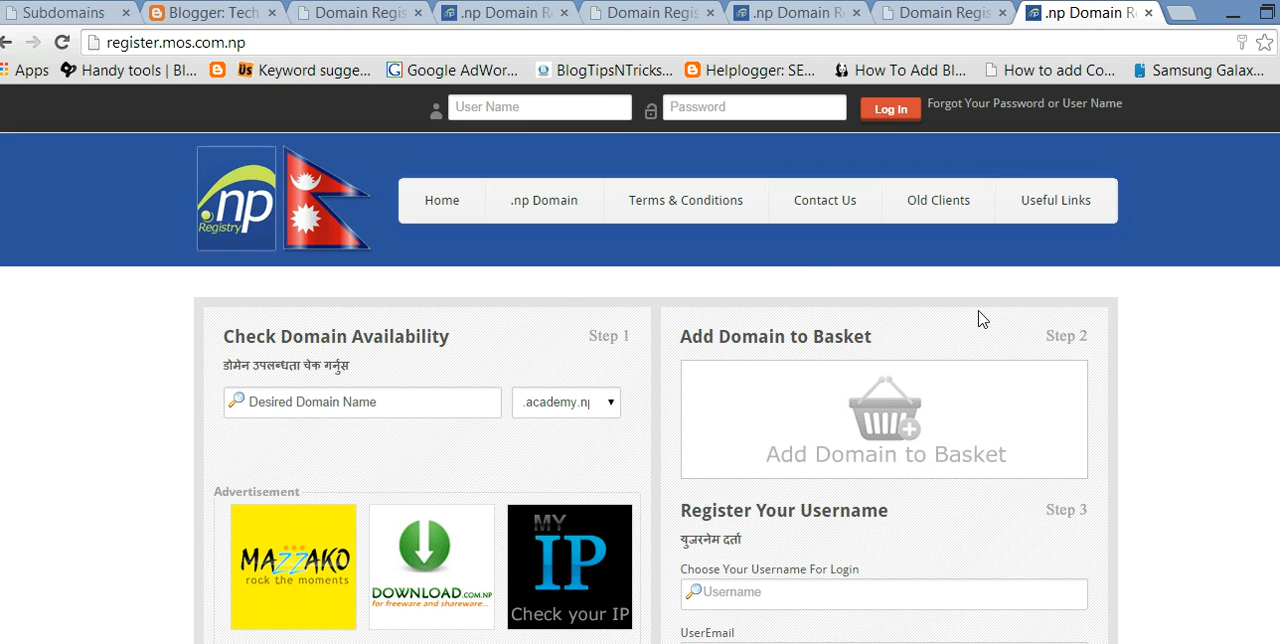 Subdomains
Blogger: Tech
Domain Regis
.np Domain R
Domain Regis
.np Domain R
Domain Regis
.np Domain R
register.mos.com.np
Apps
Handy tools | Bl...
Keyword sugge...
Google AdWor...
BlogTipsNTricks...
Helplogger: SE...
How To Add Bl...
How to add Co...
Samsung Galax...
User Name
Password
Log In
Forgot Your Password or User Name
.np
Registry
Home
.np Domain
Terms & Conditions
Contact Us
Old Clients
Useful Links
Check Domain Availability
Step 1
डोमेन उपलब्धता चेक गर्नुस
Desired Domain Name
.academy.np
Advertisement
MAZZAKO
rock the moments
DOWNLOAD.COM.NP
for freeware and shareware...
MY
IP
Check your IP
Add Domain to Basket
Step 2
Add Domain to Basket
Register Your Username
Step 3
युजरनेम दर्ता
Choose Your Username For Login
Username
UserEmail